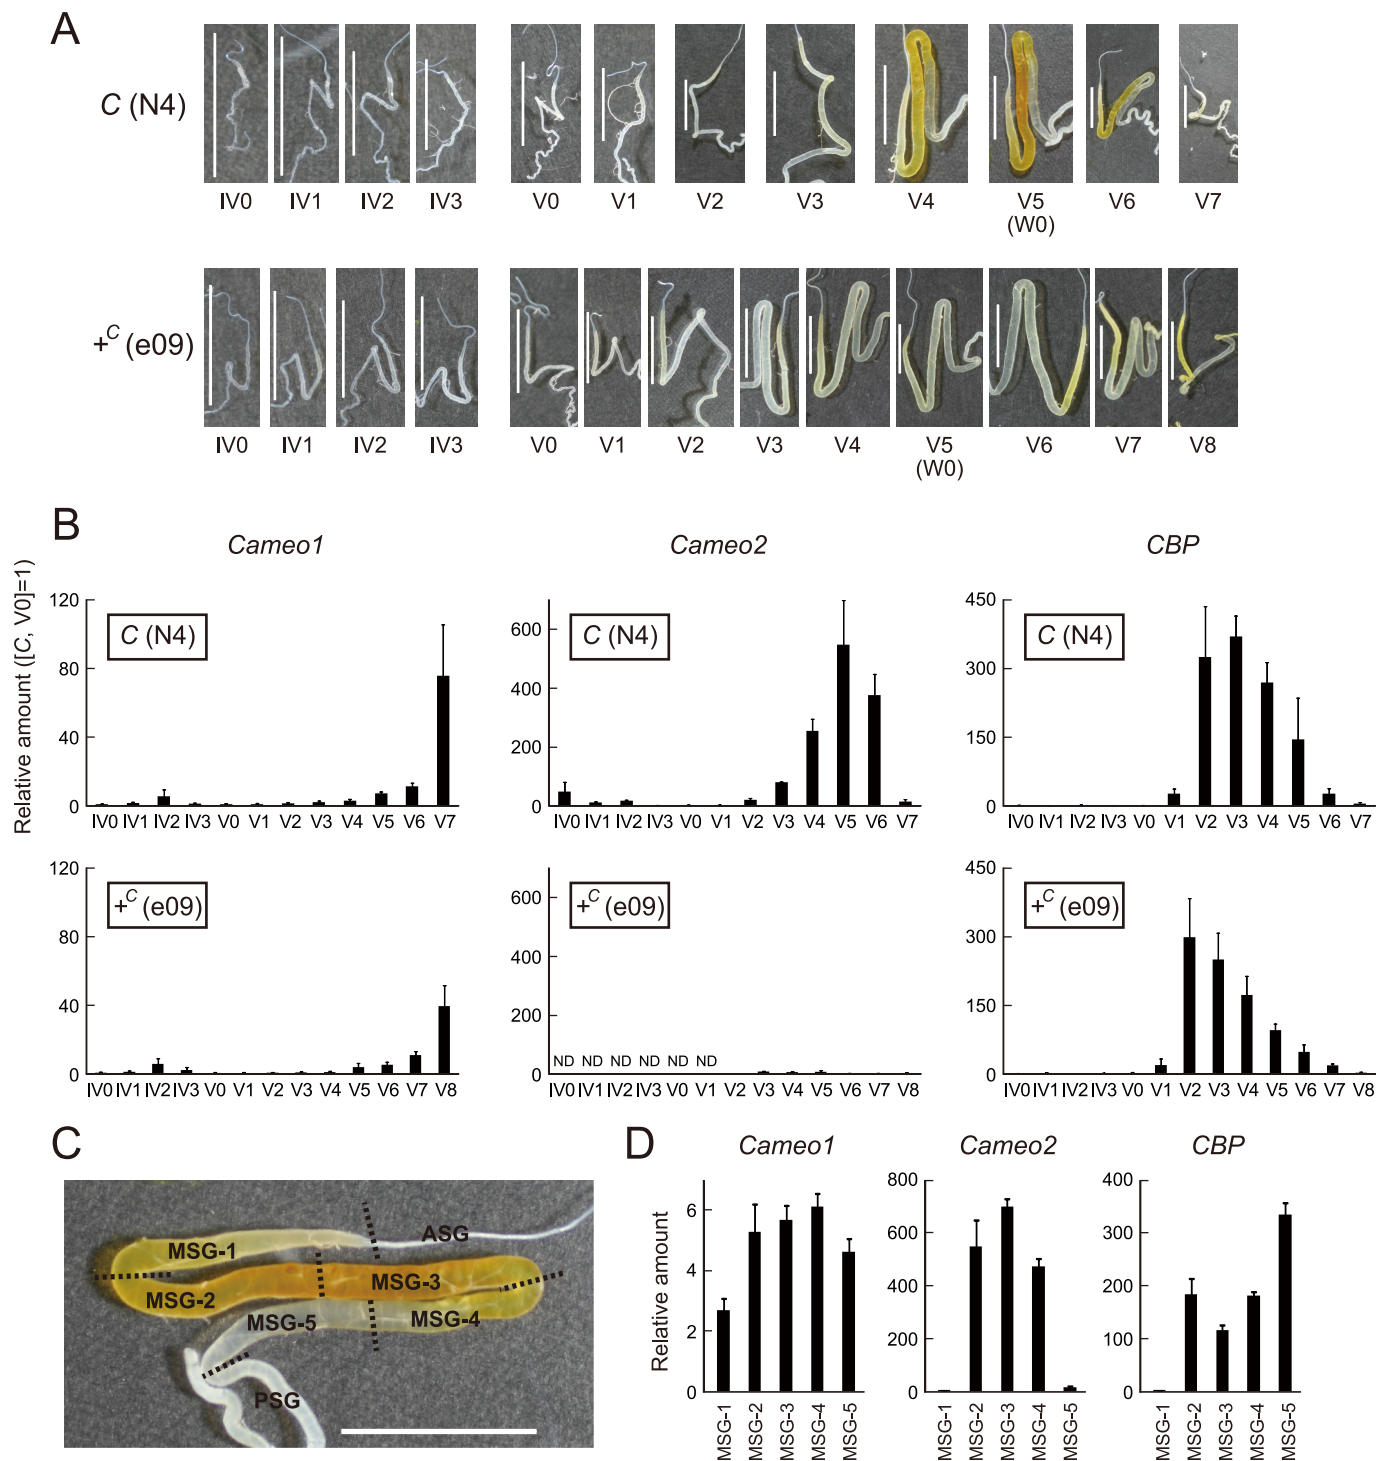 A
C (N4)
IV0 IV1 IV2 IV3 V0 V1 V2 V3 V4 V5 V6 V7
(W0)
+C (e09)
IV0 IV1 IV2 IV3 V0 V1 V2 V3 V4 V5 V6 V7 V8
(W0)
B
Cameo1 Cameo2 CBP
Relative amount ([C, V0]=1)
120
80
40
0
C (N4)
IV0 IV1 IV2 IV3 V0 V1 V2 V3 V4 V5 V6 V7
600
400
200
0
C (N4)
IV0 IV1 IV2 IV3 V0 V1 V2 V3 V4 V5 V6 V7
450
300
150
0
C (N4)
IV0 IV1 IV2 IV3 V0 V1 V2 V3 V4 V5 V6 V7
120
80
40
0
+C (e09)
IV0 IV1 IV2 IV3 V0 V1 V2 V3 V4 V5 V6 V7 V8
600
400
200
0
+C (e09)
ND ND ND ND ND ND
IV0 IV1 IV2 IV3 V0 V1 V2 V3 V4 V5 V6 V7 V8
450
300
150
0
+C (e09)
IV0 IV1 IV2 IV3 V0 V1 V2 V3 V4 V5 V6 V7 V8
C
ASG
MSG-1
MSG-3
MSG-2
MSG-5
MSG-4
PSG
D
Cameo1 Cameo2 CBP
Relative amount
6
4
2
0
MSG-1 MSG-2 MSG-3 MSG-4 MSG-5
800
600
400
200
0
MSG-1 MSG-2 MSG-3 MSG-4 MSG-5
400
300
200
100
0
MSG-1 MSG-2 MSG-3 MSG-4 MSG-5